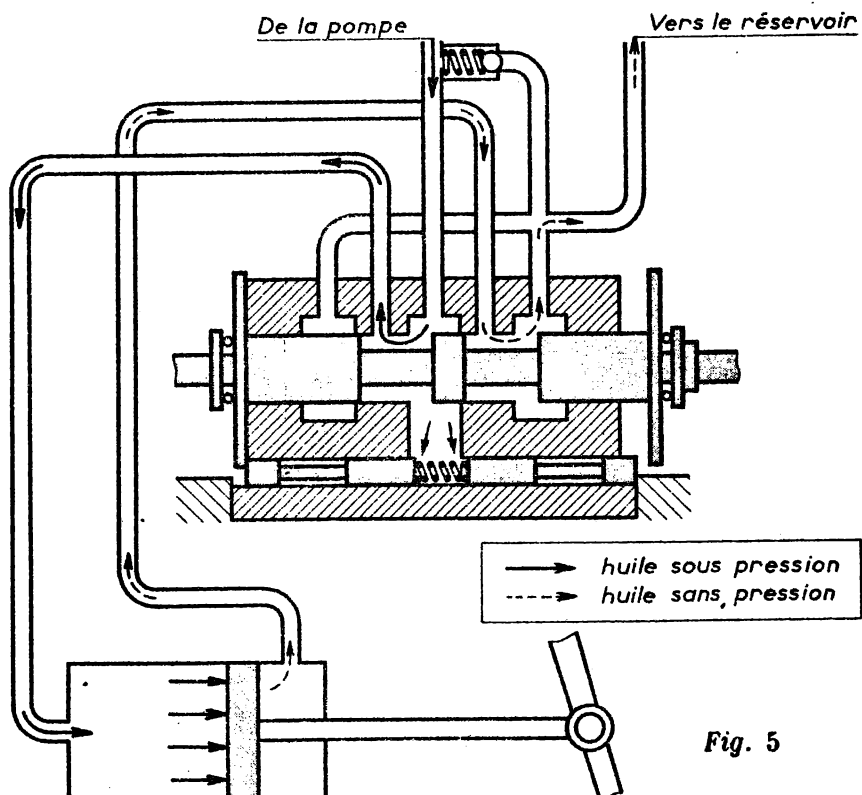 De la pompe
Vers le réservoir
huile sous pression
huile sans pression
Fig. 5